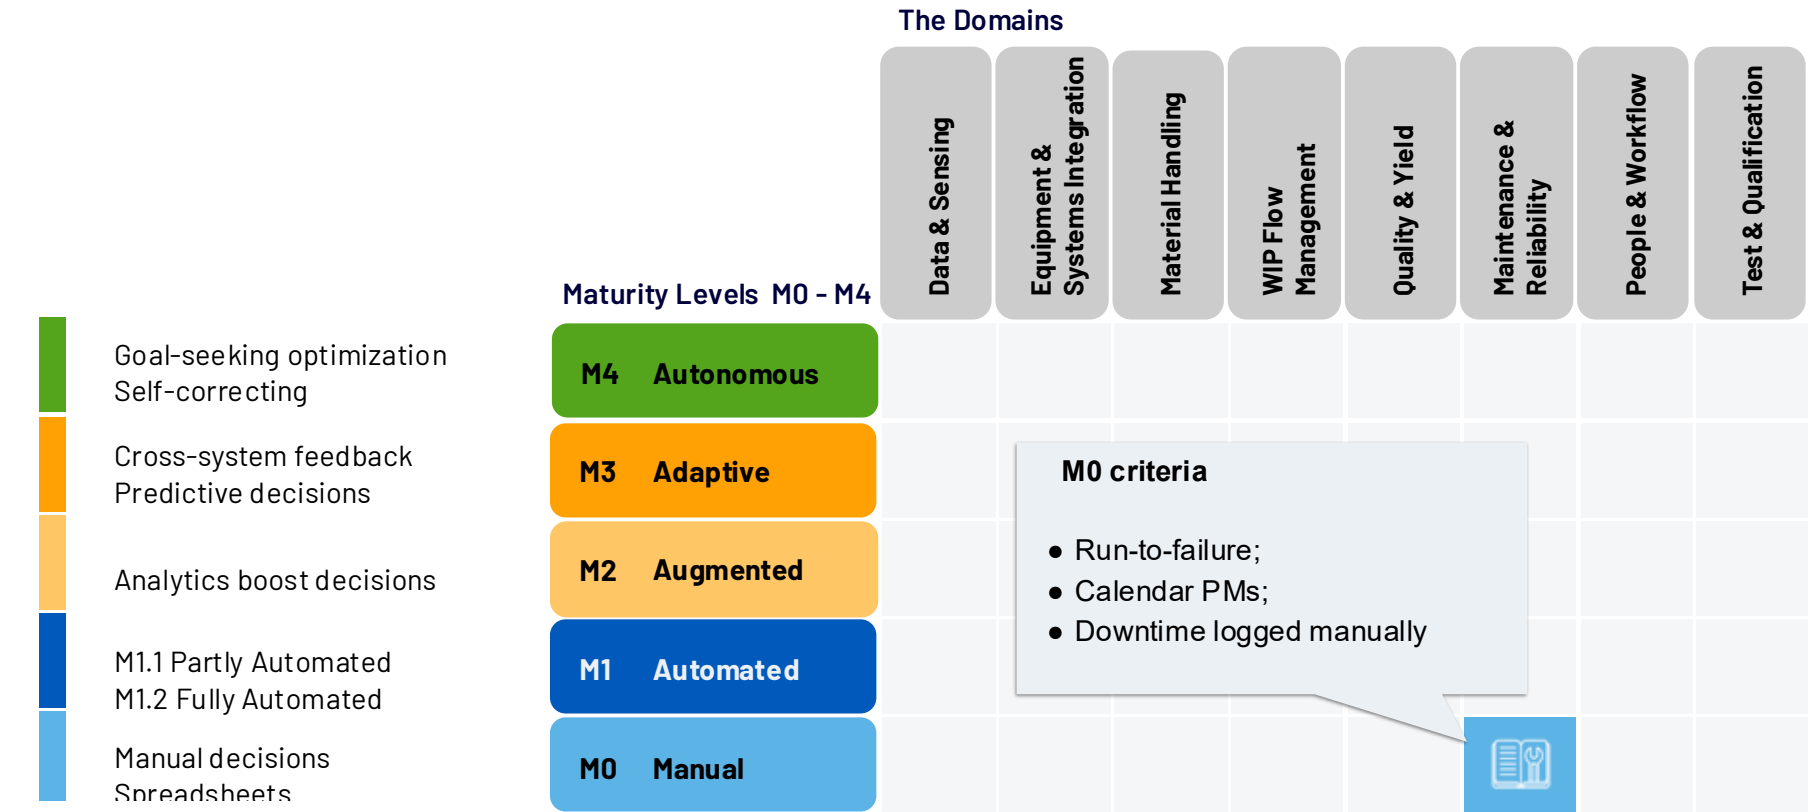 The Domains
Data & Sensing
Equipment &
Systems Integration
Material Handling
WIP Flow
Management
Quality & Yield
Maintenance &
Reliability
People & Workflow
Test & Qualification
Maturity Levels M0 - M4
Goal-seeking optimization
Self-correcting
M4 Autonomous
Cross-system feedback
Predictive decisions
M3 Adaptive
Analytics boost decisions
M2 Augmented
M1.1 Partly Automated
M1.2 Fully Automated
M1 Automated
Manual decisions
Spreadsheets
M0 Manual
M0 criteria
● Run-to-failure;
● Calendar PMs;
● Downtime logged manually